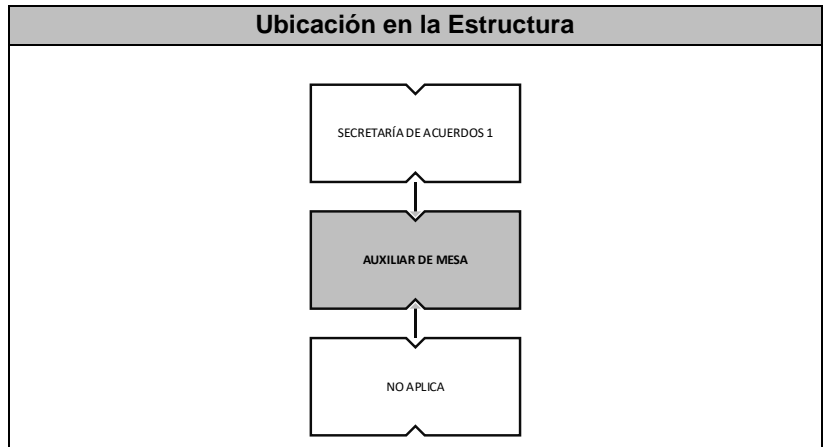 Ubicación en la Estructura
SECRETARÍA DE ACUERDOS 1
AUXILIAR DE MESA
NO APLICA